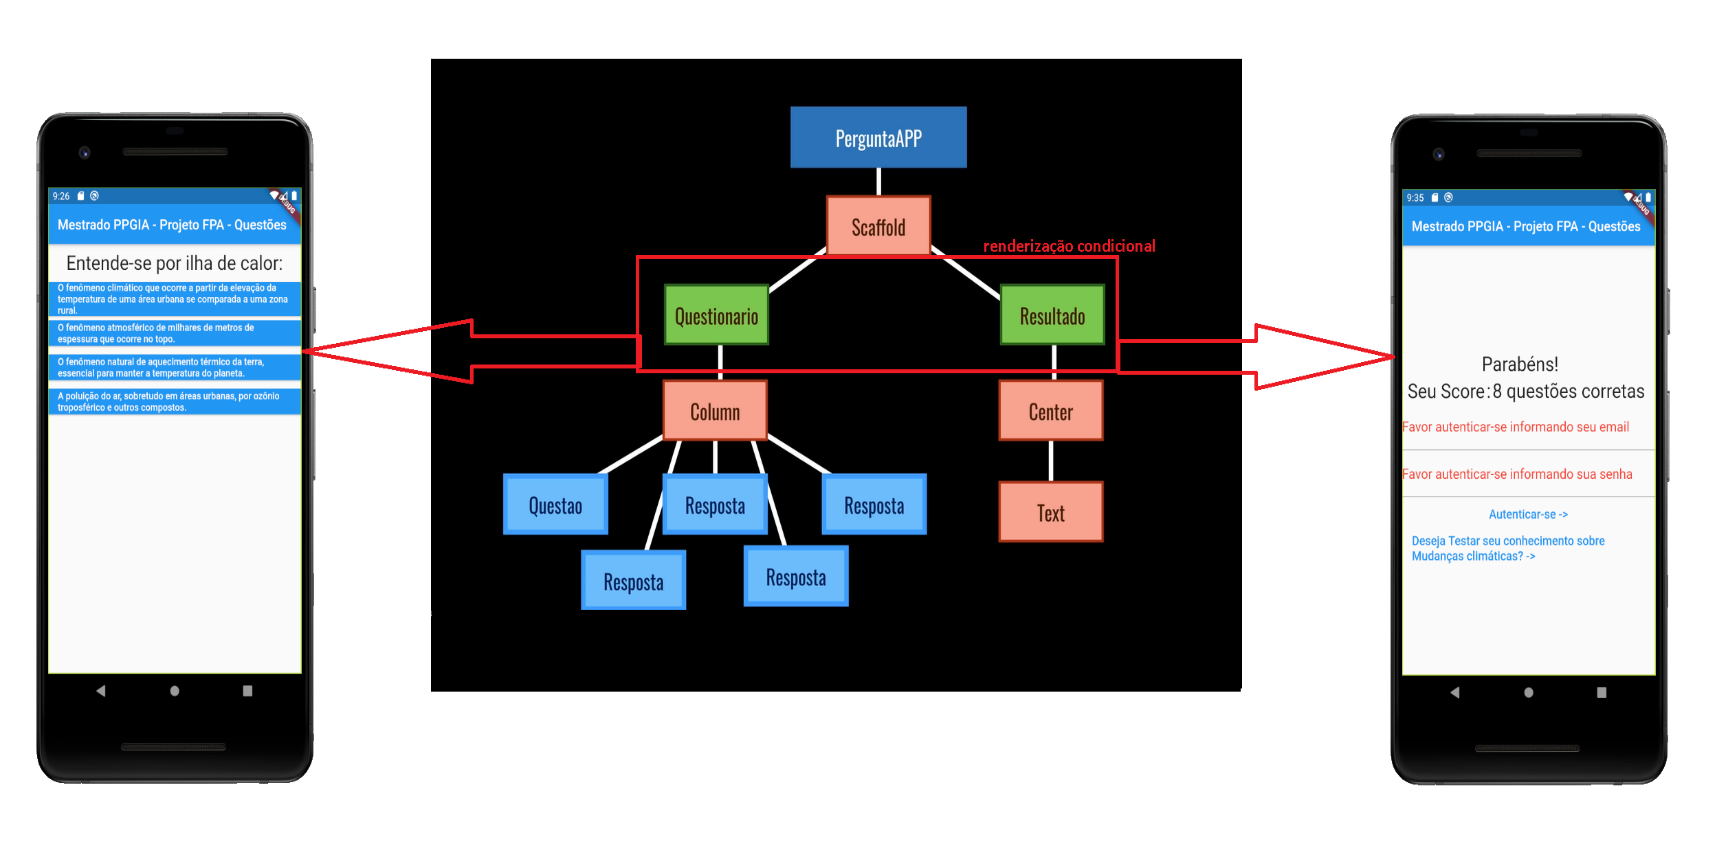 9:26
DEBUG
Mestrado PPGIA - Projeto FPA - Questões
Entende-se por ilha de calor:
O fenômeno climático que ocorre a partir da elevação da
temperatura de uma área urbana se comparada a uma zona
rural.
O fenômeno atmosférico de milhares de metros de
espessura que ocorre no topo.
O fenômeno natural de aquecimento térmico da terra,
essencial para manter a temperatura do planeta.
A poluição do ar, sobretudo em áreas urbanas, por ozônio
troposférico e outros compostos.
PerguntaAPP
Scaffold
renderização condicional
Questionario
Resultado
Column
Center
Questao
Resposta
Resposta
Text
Resposta
Resposta
9:35
DEBUG
Mestrado PPGIA - Projeto FPA - Questões
Parabéns!
Seu Score:8 questões corretas
Favor autenticar-se informando seu email
Favor autenticar-se informando sua senha
Autenticar-se ->
Deseja Testar seu conhecimento sobre
Mudanças climáticas? ->